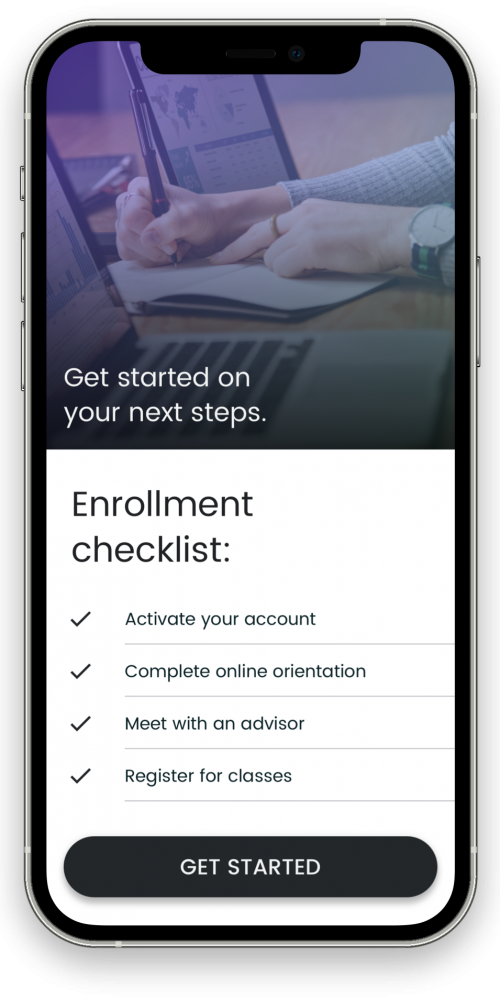 Get started on
your next steps.
Enrollment
checklist:
Activate your account
Complete online orientation
Meet with an advisor
Register for classes
GET STARTED